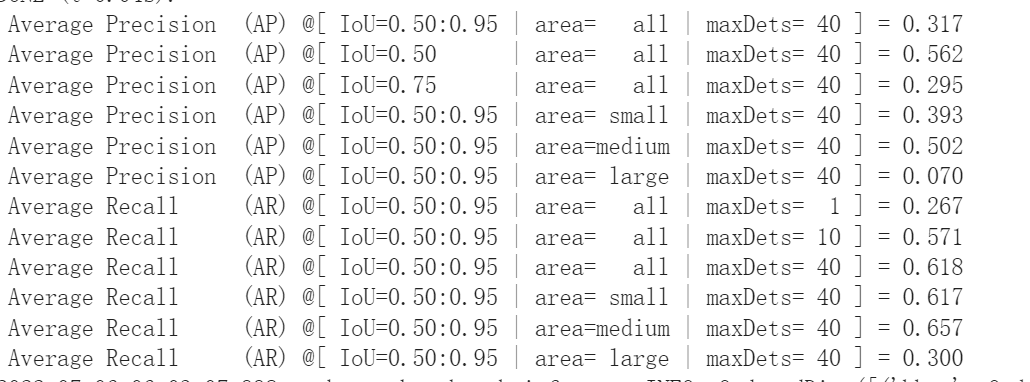 Average Precision  (AP) @[ IoU=0.50:0.95 | area=   all | maxDets= 40 ] = 0.317
Average Precision  (AP) @[ IoU=0.50      | area=   all | maxDets= 40 ] = 0.562
Average Precision  (AP) @[ IoU=0.75      | area=   all | maxDets= 40 ] = 0.295
Average Precision  (AP) @[ IoU=0.50:0.95 | area= small | maxDets= 40 ] = 0.393
Average Precision  (AP) @[ IoU=0.50:0.95 | area=medium | maxDets= 40 ] = 0.502
Average Precision  (AP) @[ IoU=0.50:0.95 | area= large | maxDets= 40 ] = 0.070
Average Recall     (AR) @[ IoU=0.50:0.95 | area=   all | maxDets=  1 ] = 0.267
Average Recall     (AR) @[ IoU=0.50:0.95 | area=   all | maxDets= 10 ] = 0.571
Average Recall     (AR) @[ IoU=0.50:0.95 | area=   all | maxDets= 40 ] = 0.618
Average Recall     (AR) @[ IoU=0.50:0.95 | area= small | maxDets= 40 ] = 0.617
Average Recall     (AR) @[ IoU=0.50:0.95 | area=medium | maxDets= 40 ] = 0.657
Average Recall     (AR) @[ IoU=0.50:0.95 | area= large | maxDets= 40 ] = 0.300